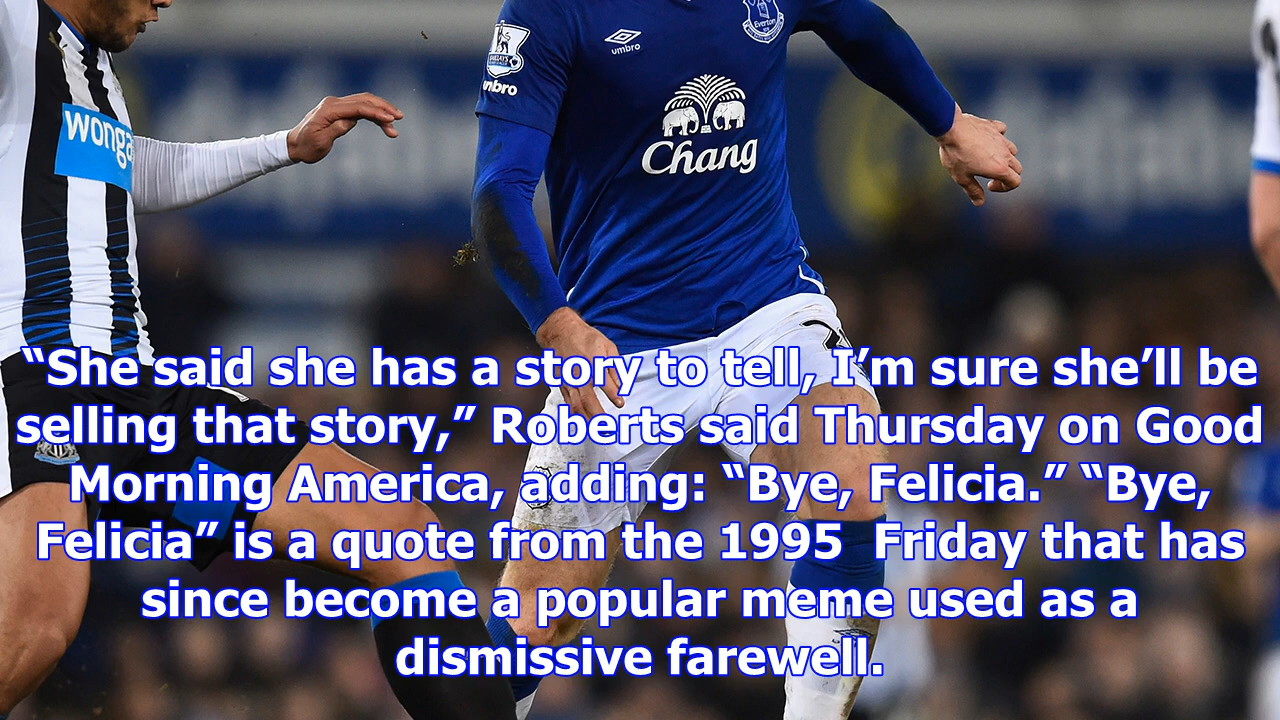 wonga
umbro
Everton
umbro
Chang
“She said she has a story to tell, I’m sure she’ll be
selling that story,” Roberts said Thursday on Good
Morning America, adding: “Bye, Felicia.” “Bye,
Felicia” is a quote from the 1995  Friday that has
since become a popular meme used as a
dismissive farewell.